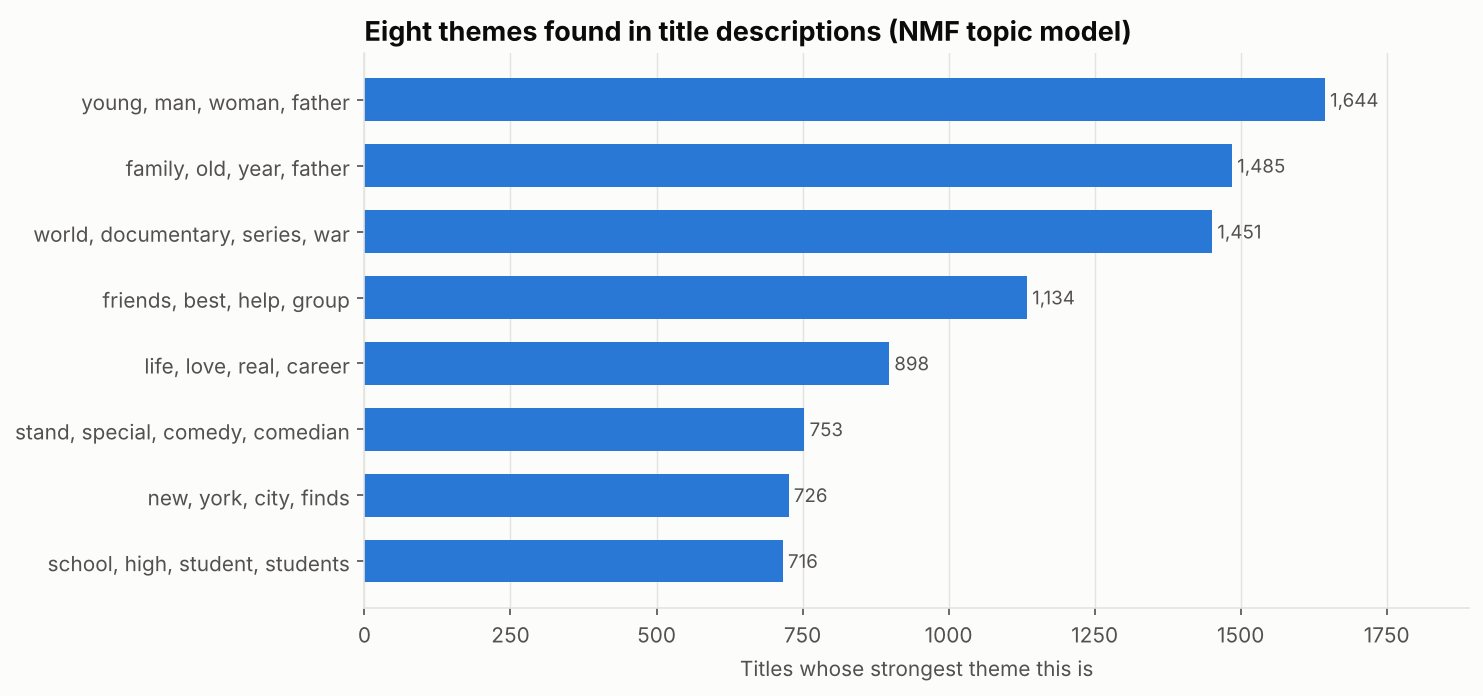 Eight themes found in title descriptions (NMF topic model)
young, man, woman, father 1,644
family, old, year, father 1,485
world, documentary, series, war 1,451
friends, best, help, group 1,134
life, love, real, career 898
stand, special, comedy, comedian 753
new, york, city, finds 726
school, high, student, students 716
0 250 500 750 1000 1250 1500 1750
Titles whose strongest theme this is